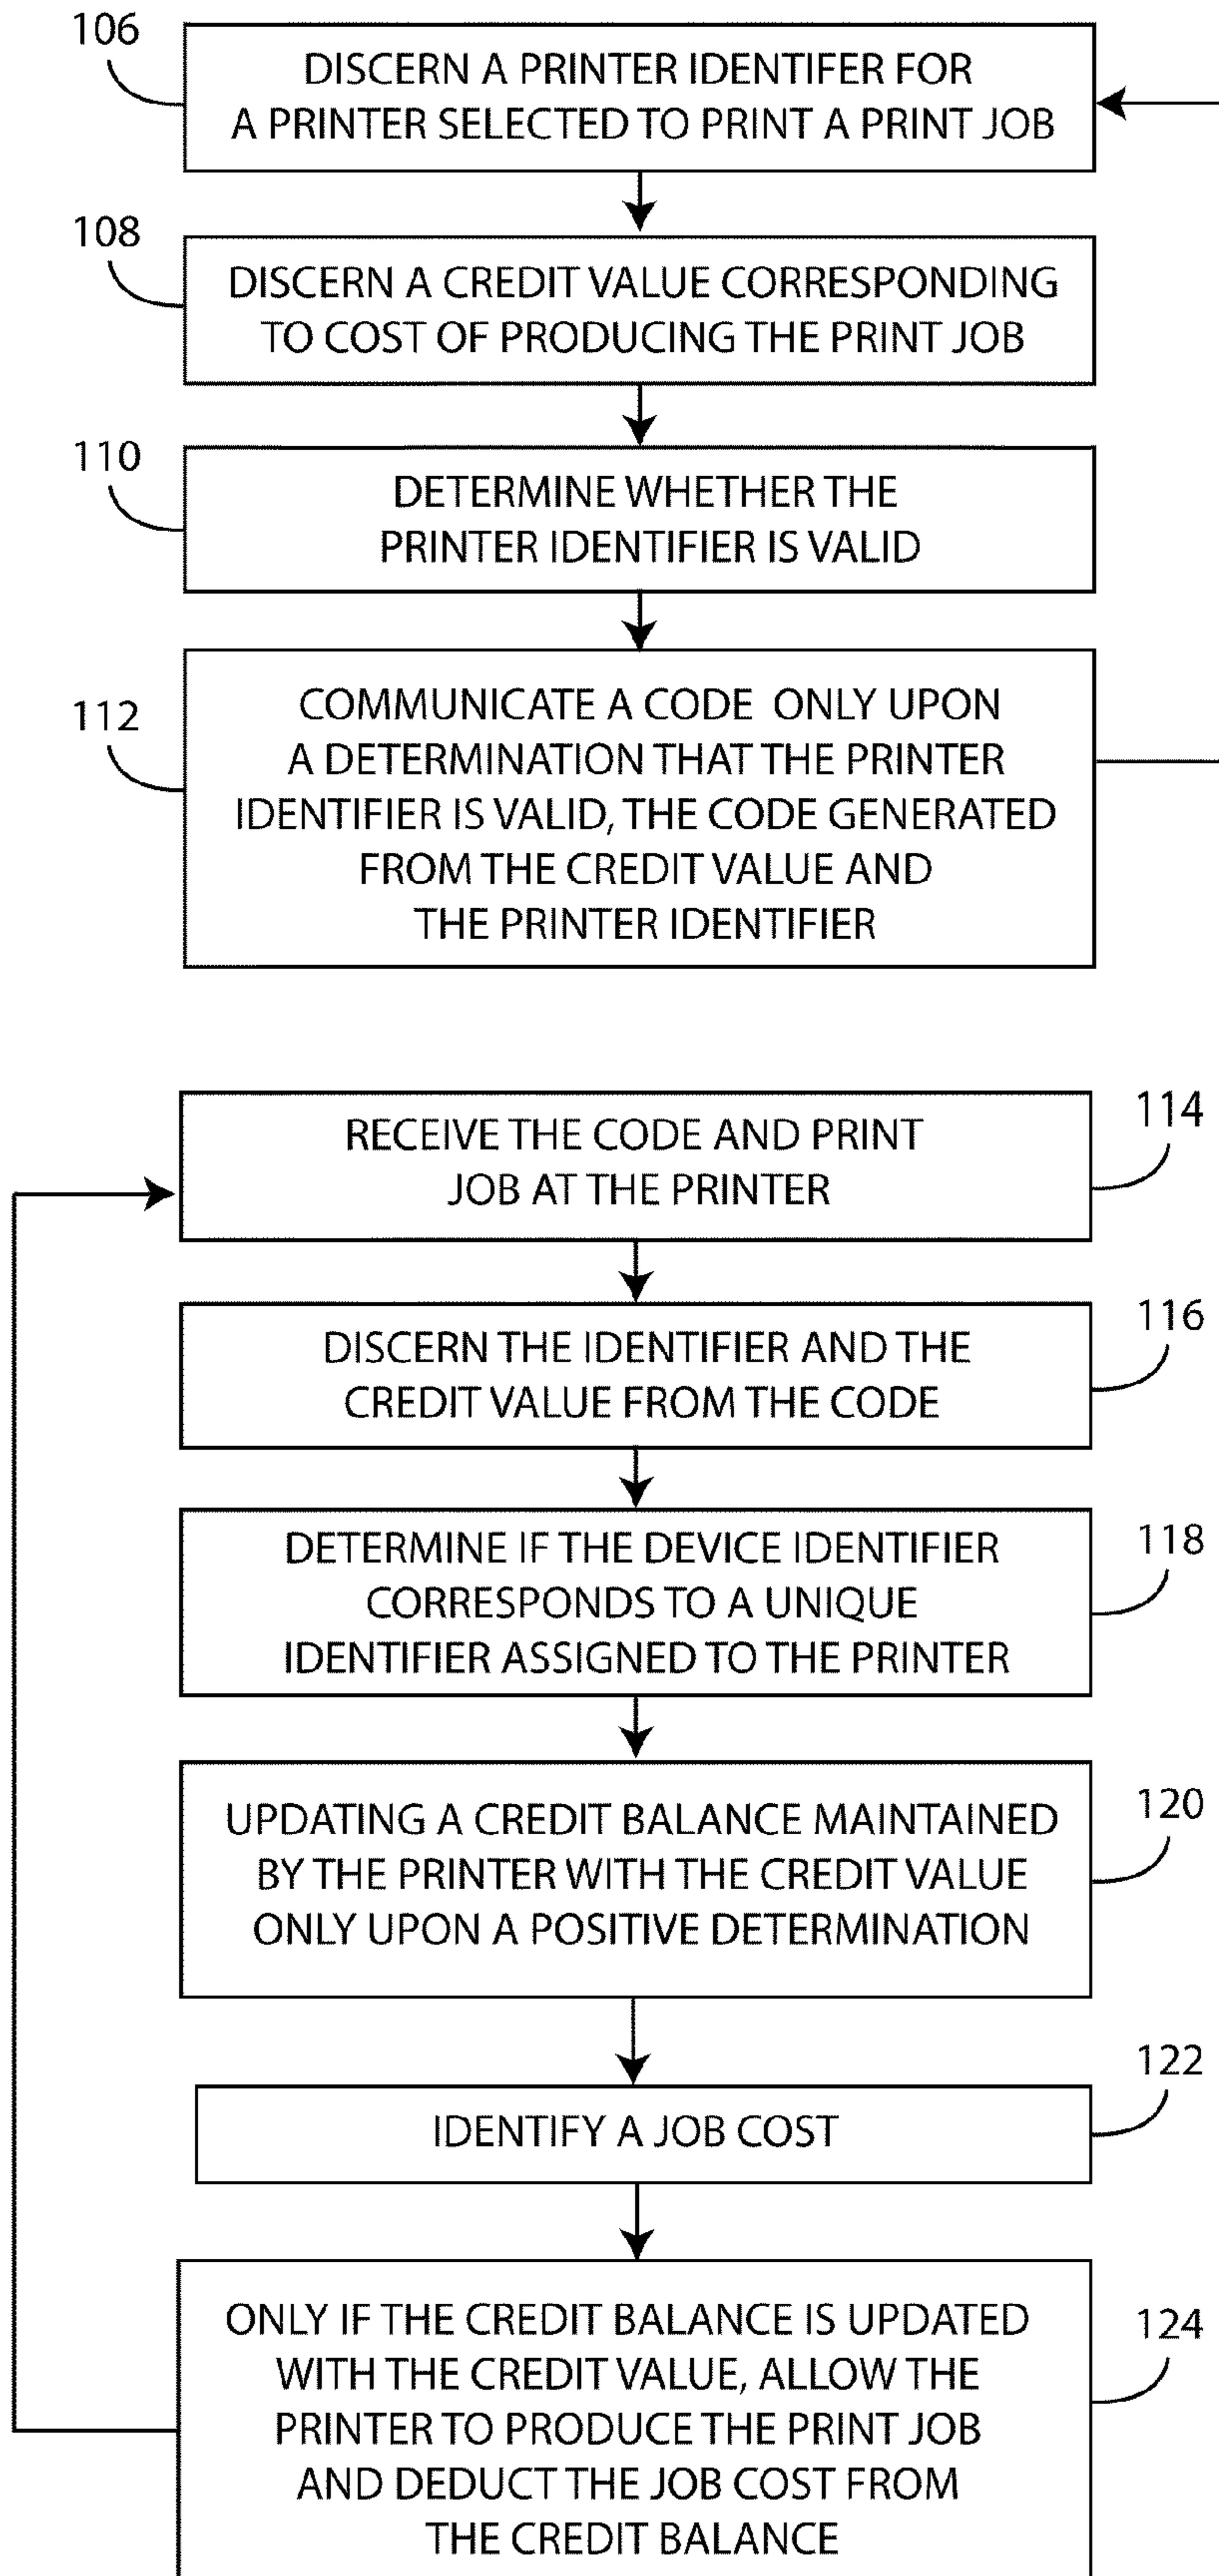 106
DISCERN A PRINTER IDENTIFER FOR
A PRINTER SELECTED TO PRINT A PRINT JOB
108
DISCERN A CREDIT VALUE CORRESPONDING
TO COST OF PRODUCING THE PRINT JOB
110
DETERMINE WHETHER THE
PRINTER IDENTIFIER IS VALID
112
COMMUNICATE A CODE ONLY UPON
A DETERMINATION THAT THE PRINTER
IDENTIFIER IS VALID, THE CODE GENERATED
FROM THE CREDIT VALUE AND
THE PRINTER IDENTIFIER
114
RECEIVE THE CODE AND PRINT
JOB AT THE PRINTER
116
DISCERN THE IDENTIFIER AND THE
CREDIT VALUE FROM THE CODE
118
DETERMINE IF THE DEVICE IDENTIFIER
CORRESPONDS TO A UNIQUE
IDENTIFIER ASSIGNED TO THE PRINTER
120
UPDATING A CREDIT BALANCE MAINTAINED
BY THE PRINTER WITH THE CREDIT VALUE
ONLY UPON A POSITIVE DETERMINATION
122
IDENTIFY A JOB COST
124
ONLY IF THE CREDIT BALANCE IS UPDATED
WITH THE CREDIT VALUE, ALLOW THE
PRINTER TO PRODUCE THE PRINT JOB
AND DEDUCT THE JOB COST FROM
THE CREDIT BALANCE